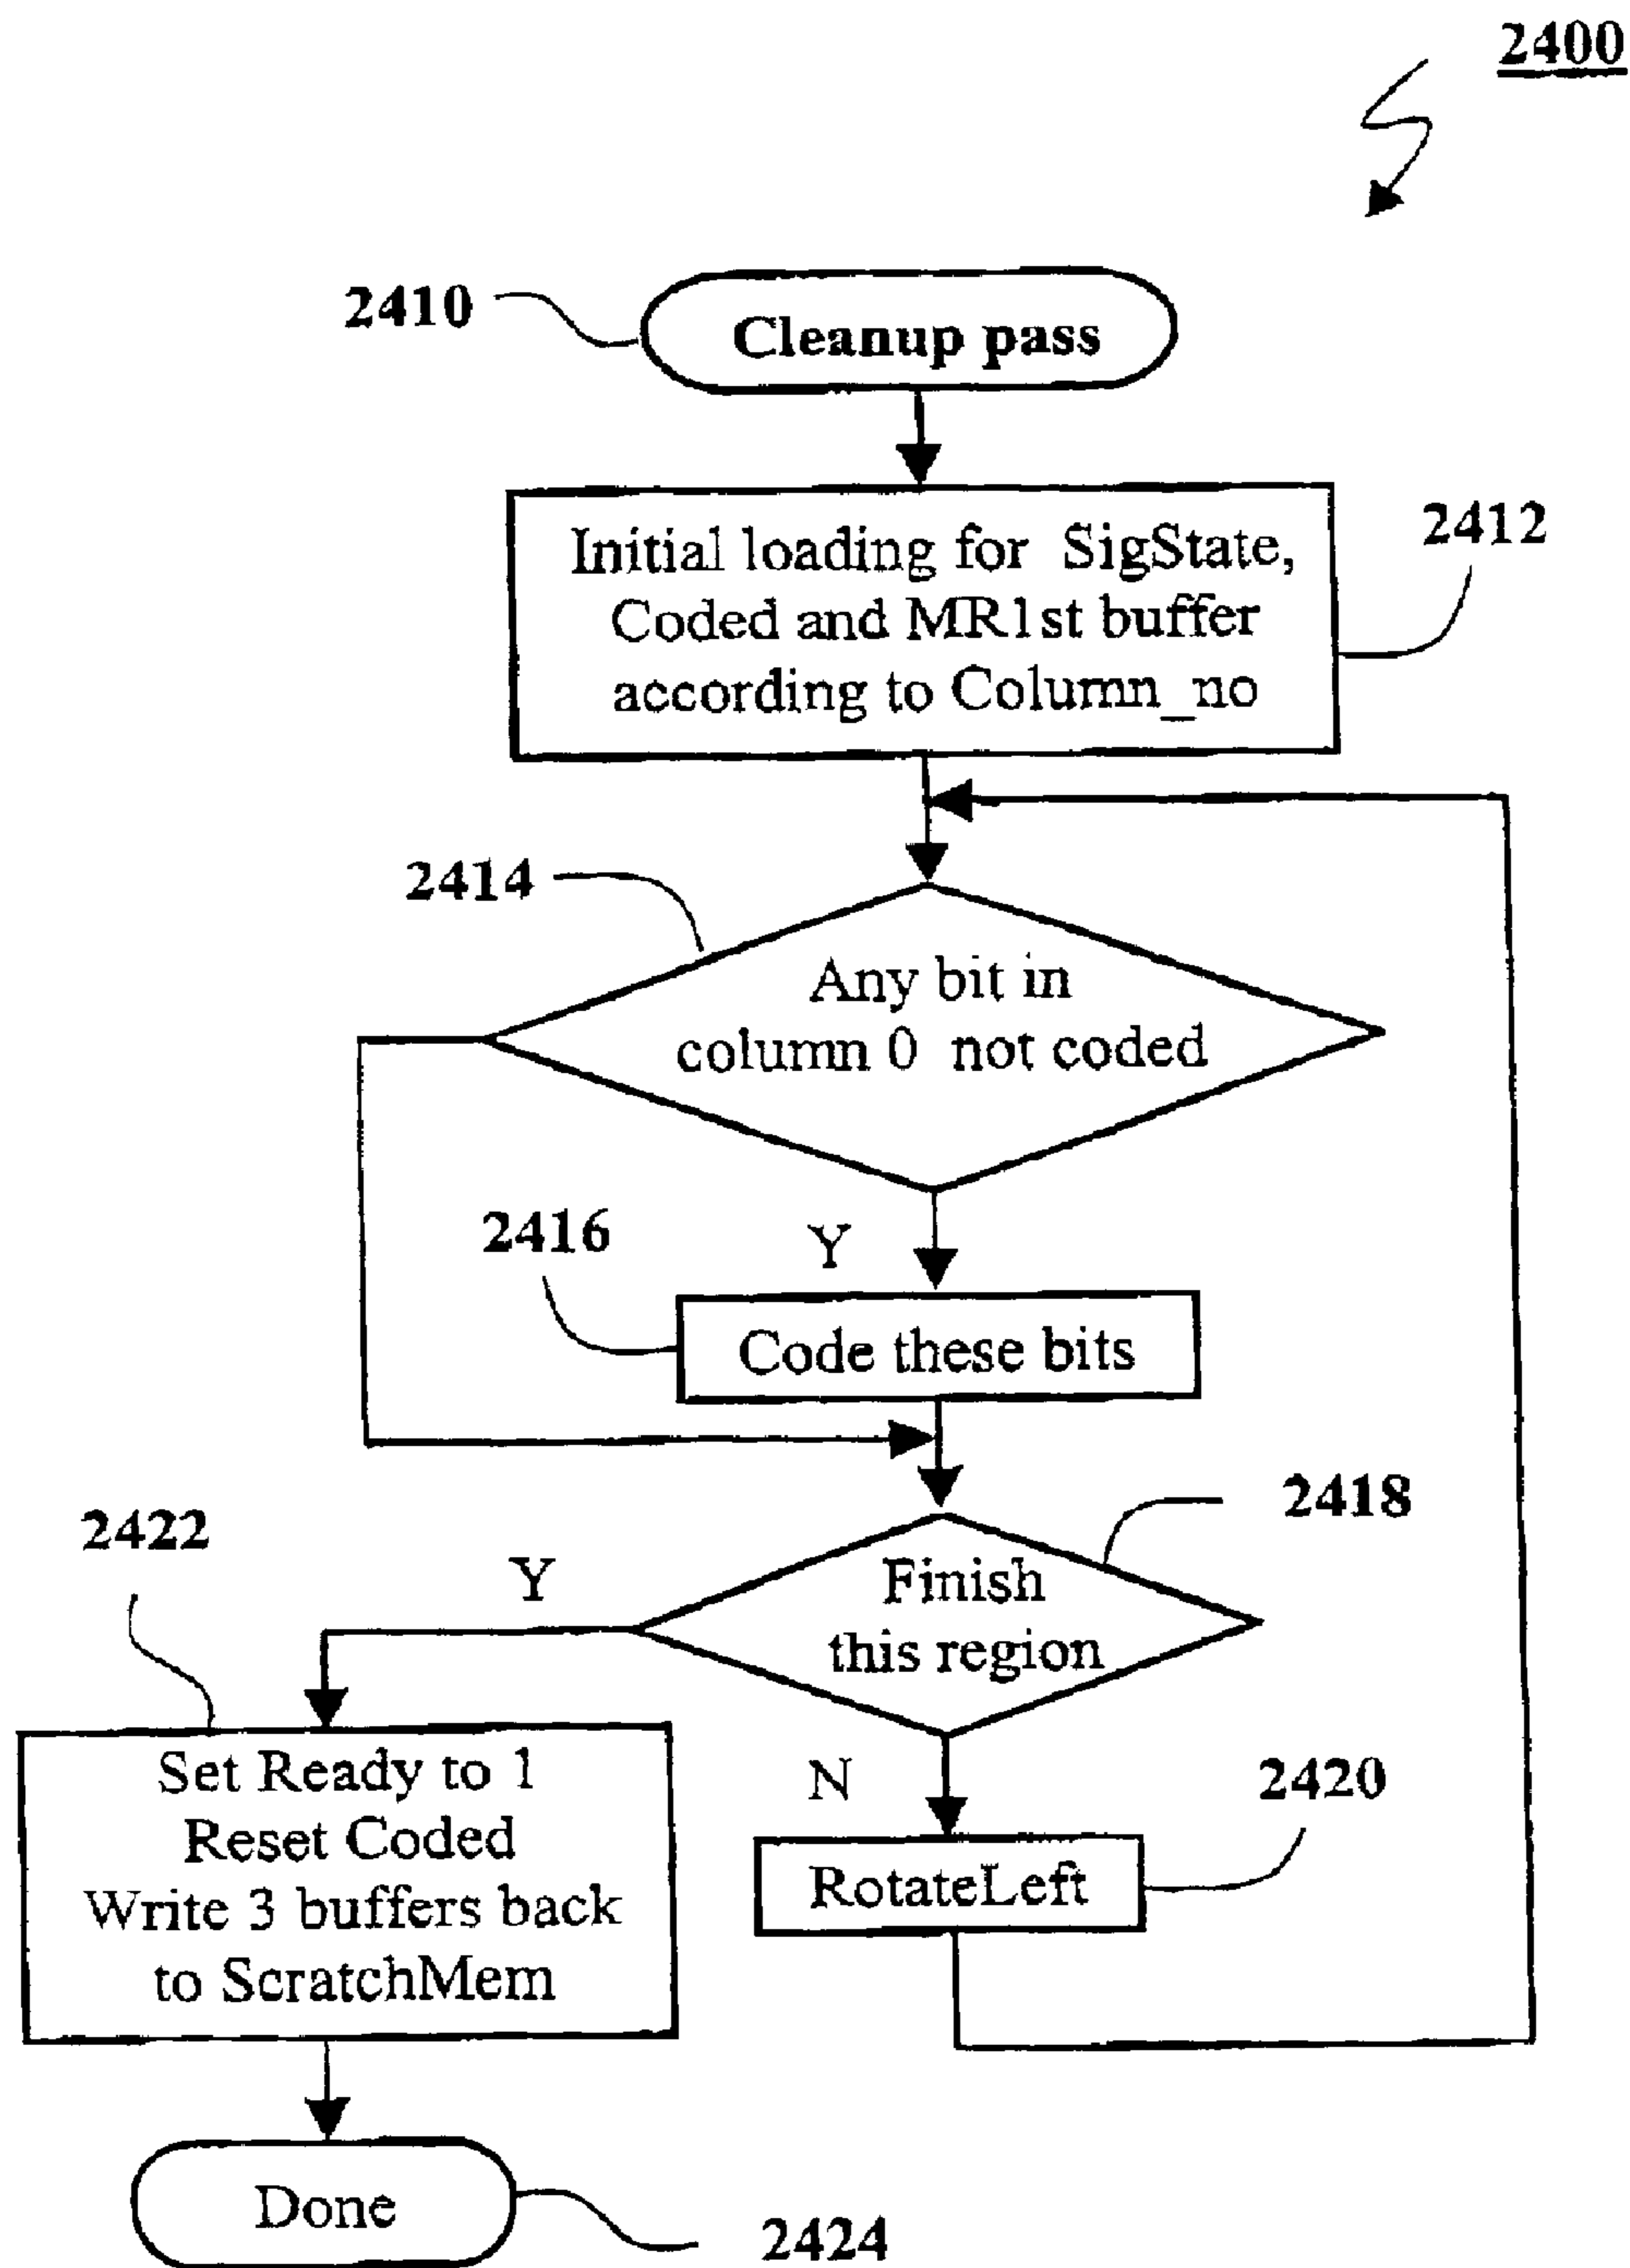 2400
2410
Cleanup pass
Initial loading for SigState,
Coded and MR1st buffer
according to Column_no
2412
2414
Any bit in
column 0 not coded
2416
Y
Code these bits
2418
2422
Y
Finish
this region
Set Ready to 1
Reset Coded
Write 3 buffers back
to ScratchMem
N
2420
RotateLeft
Done
2424